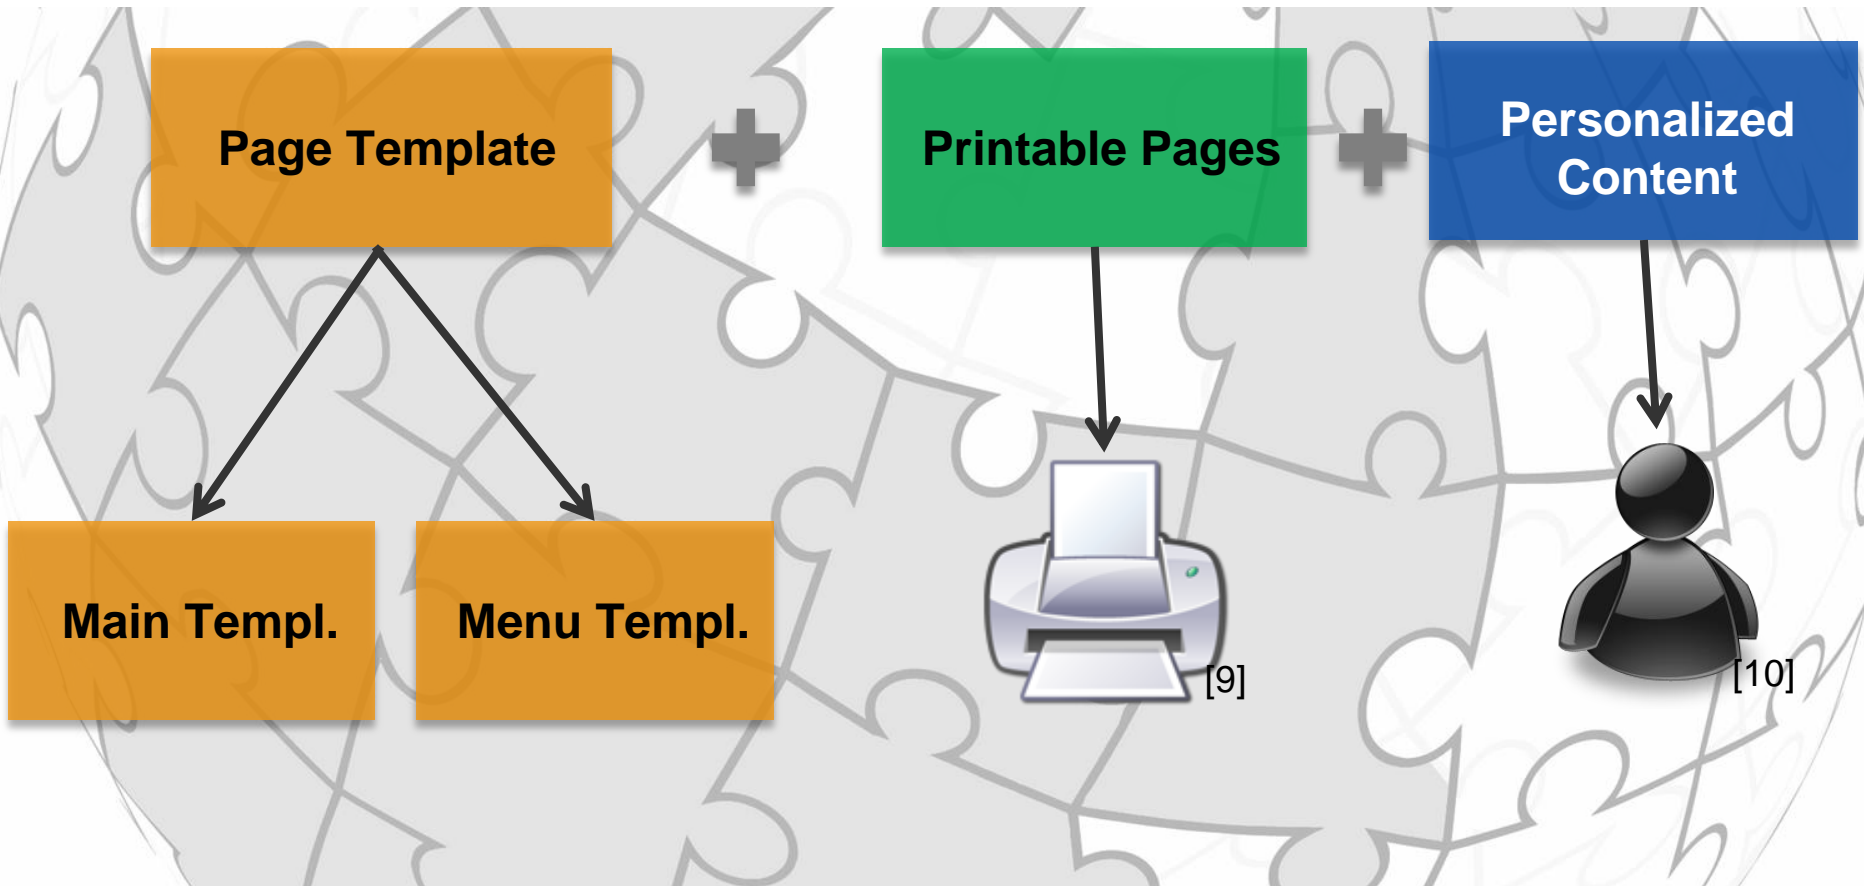 Page Template
Printable Pages
Personalized
Content
Main Templ.
Menu Templ.
[9]
[10]